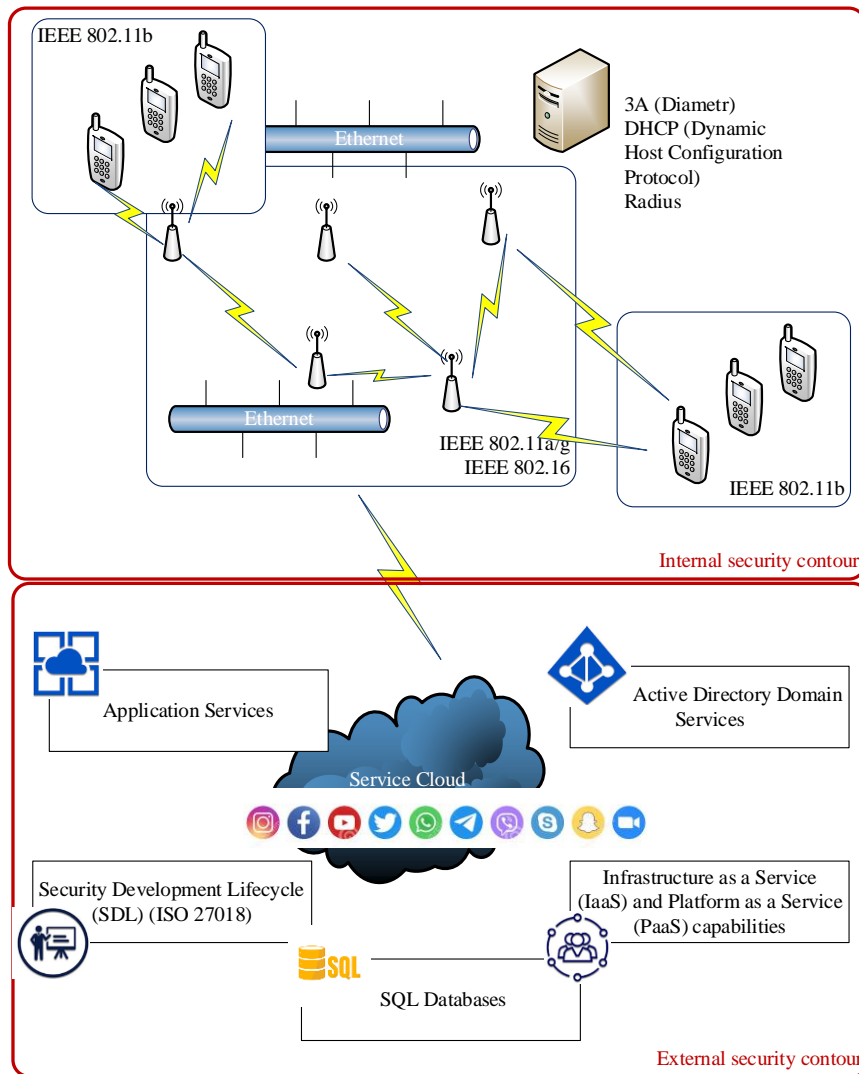 IEEE 802.11b
3A (Diametr)
DHCP (Dynamic
Host Configuration
Protocol)
Radius
Ethernet
Ethernet
IEEE 802.11a/g
IEEE 802.16
IEEE 802.11b
Internal security contour
Application Services
Active Directory Domain
Services
Service Cloud
Security Development Lifecycle
(SDL) (ISO 27018)
Infrastructure as a Service
(IaaS) and Platform as a Service
(PaaS) capabilities
SQL
SQL Databases
External security contour